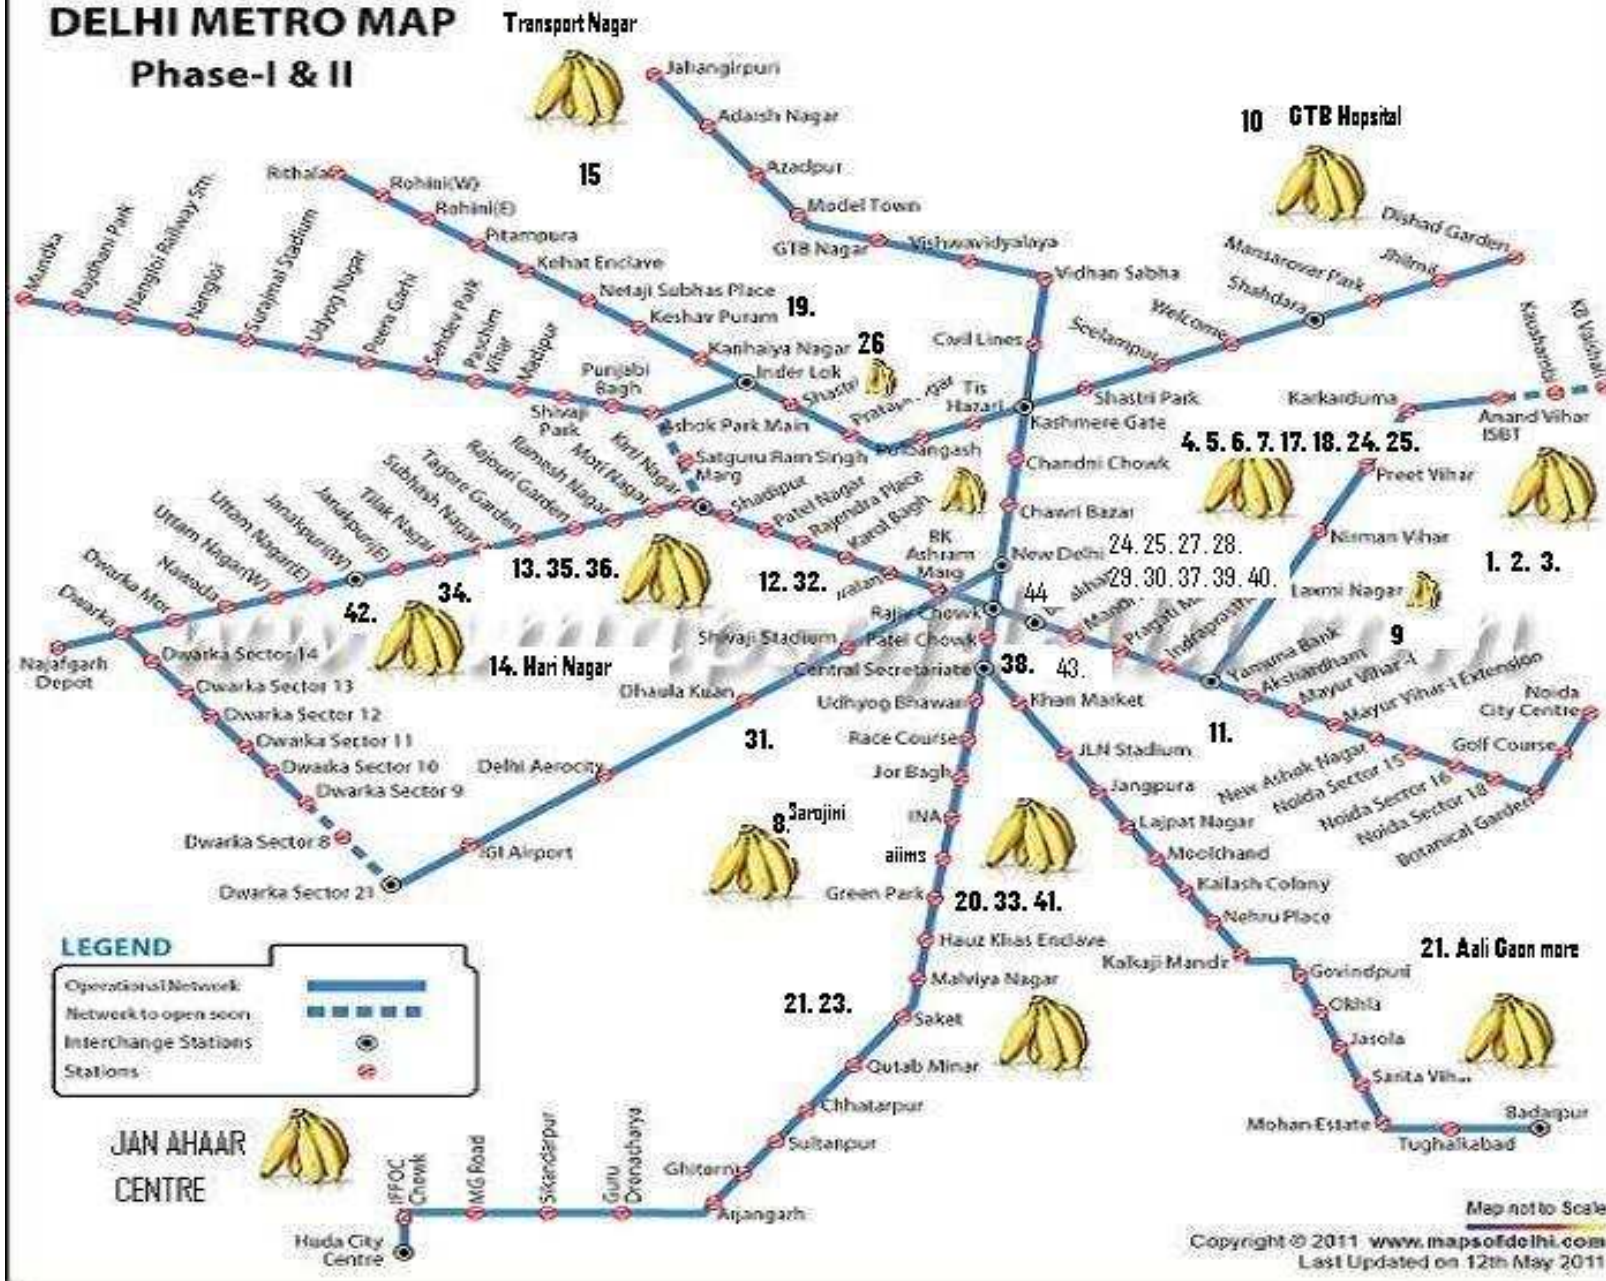 DELHI METRO MAP
Phase-I & II
Transport Nagar
Jahangirpuri
Adarsh Nagar
Azadpur
Model Town
GTB Nagar
Vishwavidyalaya
Vidhan Sabha
Civil Lines
15
10 GTB Hopsital
Dishad Garden
Jhilmil
Mansarovar Park
Shahdara
Welcome
Seelampur
Shastri Park
Kashmere Gate
Tis
Hazari
Pulbangash
Rithala
Rohini(W)
Rohini(E)
Pitampura
Kohat Enclave
Netaji Subhas Place
19.
Keshav Puram
Kanhaiya Nagar
26
Inder Lok
Mundka
Rajdhani Park
Nangloi Railway Stn.
Nangloi
Surajmal Stadium
Udyog Nagar
Peera Garhi
Sehdev Park
Paschim
Vihar
Madipur
Shivaji
Park
Punjabi
Bagh
Ashok Park Main
Satguru Ram Singh
Marg
Kirti Nagar
Moti Nagar
Ramesh Nagar
Rajouri Garden
Tagore Garden
Subhash Nagar
Tilak Nagar
Janakpuri(E)
Janakpuri(W)
Uttam Nagar(E)
Uttam Nagar(W)
Nawada
Dwarka Mor
Dwarka
Najafgarh
Depot
Shadipur
Patel Nagar
Rajendra Place
Karol Bagh
BK
Ashram
Marg
Chandni Chowk
Chawri Bazar
New Delhi
Rajiv Chowk
Patel Chowk
Central Secretariate
Shivaji Stadium
Dhaula Kuan
Delhi Aerocity
IGI Airport
Karkarduma
Anand Vihar
ISBT
Kaushambi
4. 5. 6. 7. 17. 18. 24. 25.
Preet Vihar
Nirman Vihar
Laxmi Nagar
1. 2. 3.
9
24. 25. 27. 28.
29. 30. 37. 39. 40.
44
43.
38.
12. 32.
13. 35. 36.
34.
42.
14. Hari Nagar
31.
11.
Indraprastha
Yamuna Bank
Akshardham
Mayur Vihar-I
Mayur Vihar-I Extension
New Ashok Nagar
Noida Sector 15
Noida Sector 16
Noida Sector 18
Botanical Garden
Golf Course
Noida
City Centre
Dwarka Sector 14
Dwarka Sector 13
Dwarka Sector 12
Dwarka Sector 11
Dwarka Sector 10
Dwarka Sector 9
Dwarka Sector 8
Dwarka Sector 21
Udhyog Bhawan
Race Course
Jor Bagh
INA
aiims
Green Park
Hauz Khas Enclave
Malviya Nagar
Saket
Qutab Minar
Chhatarpur
Sultanpur
Ghitorni
Arjangarh
Guru
Dronacharya
Sikandarpur
MG Road
IFFOC
Chowk
Huda City
Centre
8. Sarojini
20. 33. 41.
21. 23.
Khan Market
JLN Stadium
Jangpura
Lajpat Nagar
Moolchand
Kailash Colony
Nehru Place
Kalkaji Mandir
Govindpuri
Okhla
Jasola
Mohan Estate
Tughalkabad
Badarpur
21. Aali Gaon more
LEGEND
Operational Network
Network to open soon
Interchange Stations
Stations
JAN AHAAR
CENTRE
Map not to Scale
Copyright © 2011 www.mapsofdelhi.com
Last Updated on 12th May 2011